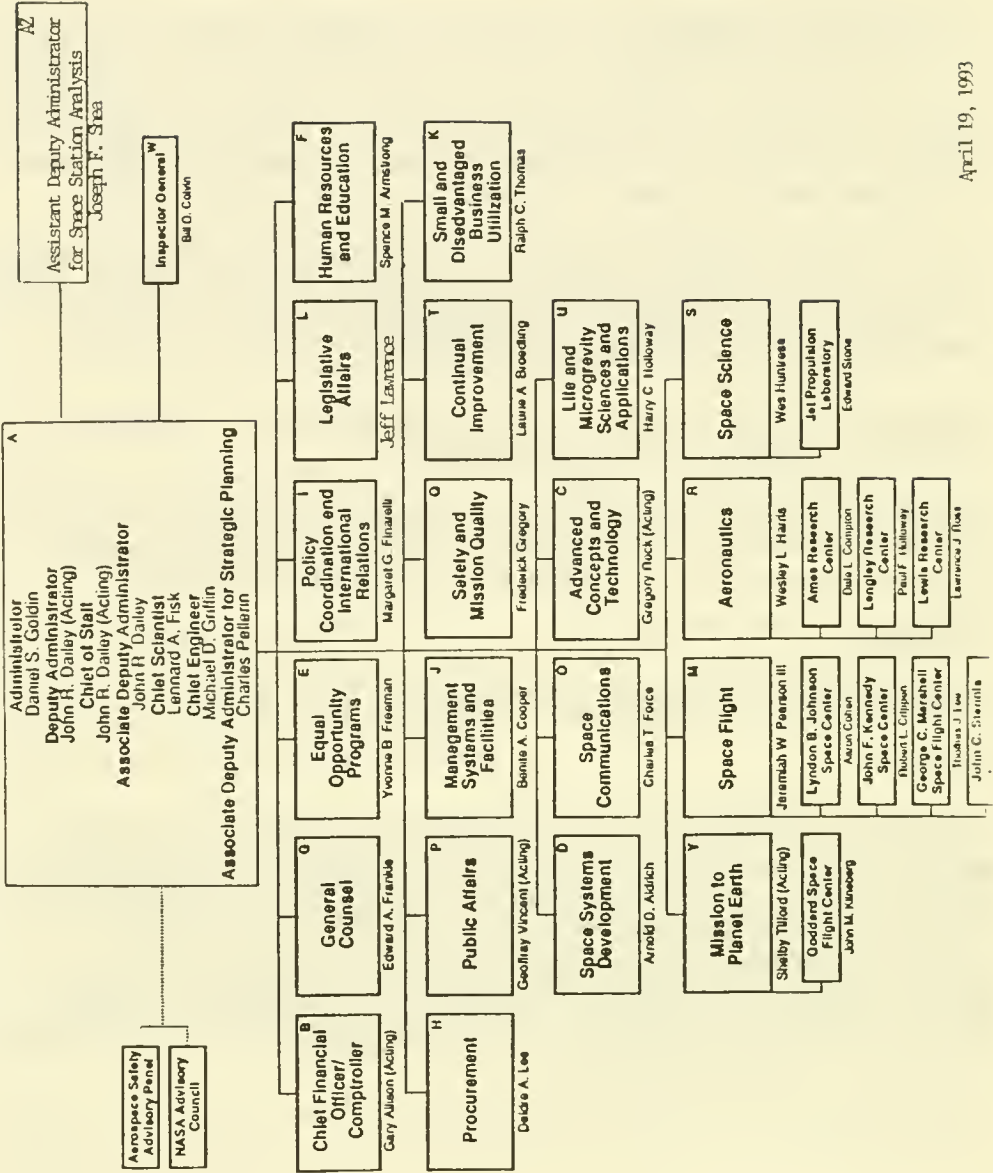 AZ
Assistant Deputy Administrator
for Space Station Analysis
Joseph F. Shea
A
Administrator
Daniel S. Goldin
Deputy Administrator
John R. Dailey (Acting)
Chief of Staff
John R. Dailey (Acting)
Associate Deputy Administrator
John R Dailey
Chief Scientist
Lennard A. Fisk
Chief Engineer
Michael D. Griffin
Associate Deputy Administrator for Strategic Planning
Charles Pellerin
W
Inspector General
Bill D. Colvin
Aerospace Safety
Advisory Panel
NASA Advisory
Council
B
Chief Financial
Officer/
Comptroller
Gary Allison (Acting)
G
General
Counsel
Edward A. Frankle
E
Equal
Opportunity
Programs
Yvonne B Freeman
I
Policy
Coordination and
International
Relations
Margaret G. Finarelli
L
Legislative
Affairs
Jeff Lawrence
F
Human Resources
and Education
Spence M. Armstrong
H
Procurement
Deidre A. Lee
P
Public Affairs
Geoffrey Vincent (Acting)
J
Management
Systems and
Facilities
Benita A. Cooper
Q
Safety and
Mission Quality
Frederick Gregory
T
Continual
Improvement
Laurie A Broedling
K
Small and
Disadvantaged
Business
Utilization
Ralph C. Thomas
D
Space Systems
Development
Arnold D. Aldrich
O
Space
Communications
Charles T Force
C
Advanced
Concepts and
Technology
Gregory Reck (Acting)
U
Life and
Microgravity
Sciences and
Applications
Harry C Holloway
Y
Mission to
Planet Earth
Shelby Tilford (Acting)
Goddard Space
Flight Center
John M. Klineberg
M
Space Flight
Jeremiah W Pearson III
Lyndon B. Johnson
Space Center
Aaron Cohen
John F. Kennedy
Space Center
Robert L. Crippen
George C. Marshall
Space Flight Center
Thomas J Lee
John C. Stennis
R
Aeronautics
Wesley L Harris
Ames Research
Center
Dale L. Compton
Langley Research
Center
Paul F. Holloway
Lewis Research
Center
Lawrence J Ross
S
Space Science
Wes Huntress
Jet Propulsion
Laboratory
Edward Stone
April 19, 1993